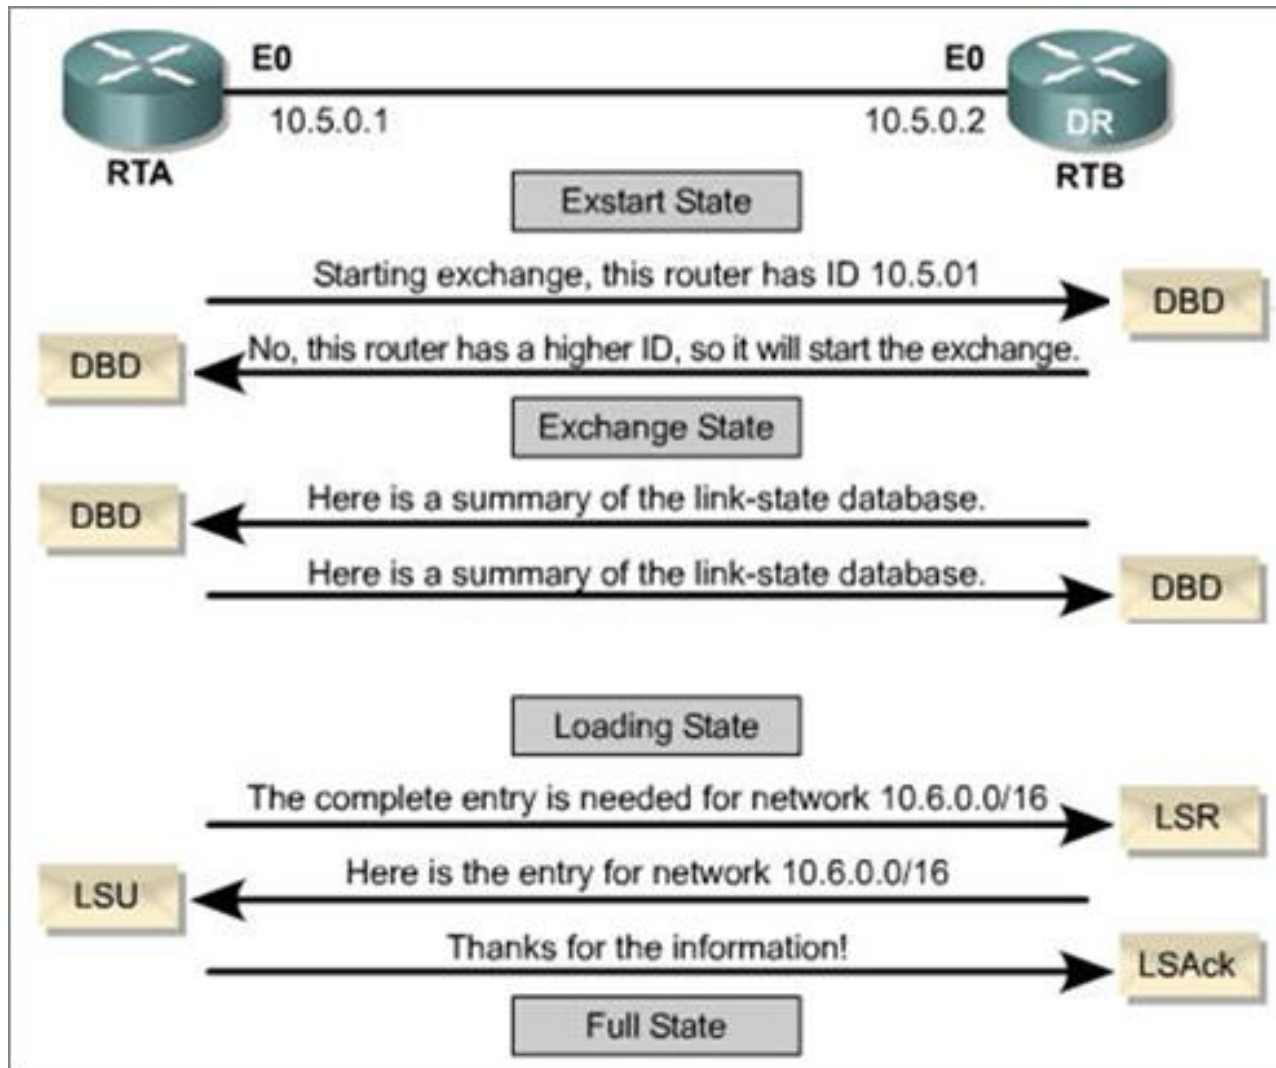 E0
E0
10.5.0.1
10.5.0.2
DR
RTA
RTB
Exstart State
Starting exchange, this router has ID 10.5.01
DBD
DBD
No, this router has a higher ID, so it will start the exchange.
Exchange State
DBD
Here is a summary of the link-state database.
Here is a summary of the link-state database.
DBD
Loading State
The complete entry is needed for network 10.6.0.0/16
LSR
LSU
Here is the entry for network 10.6.0.0/16
Thanks for the information!
LSAck
Full State